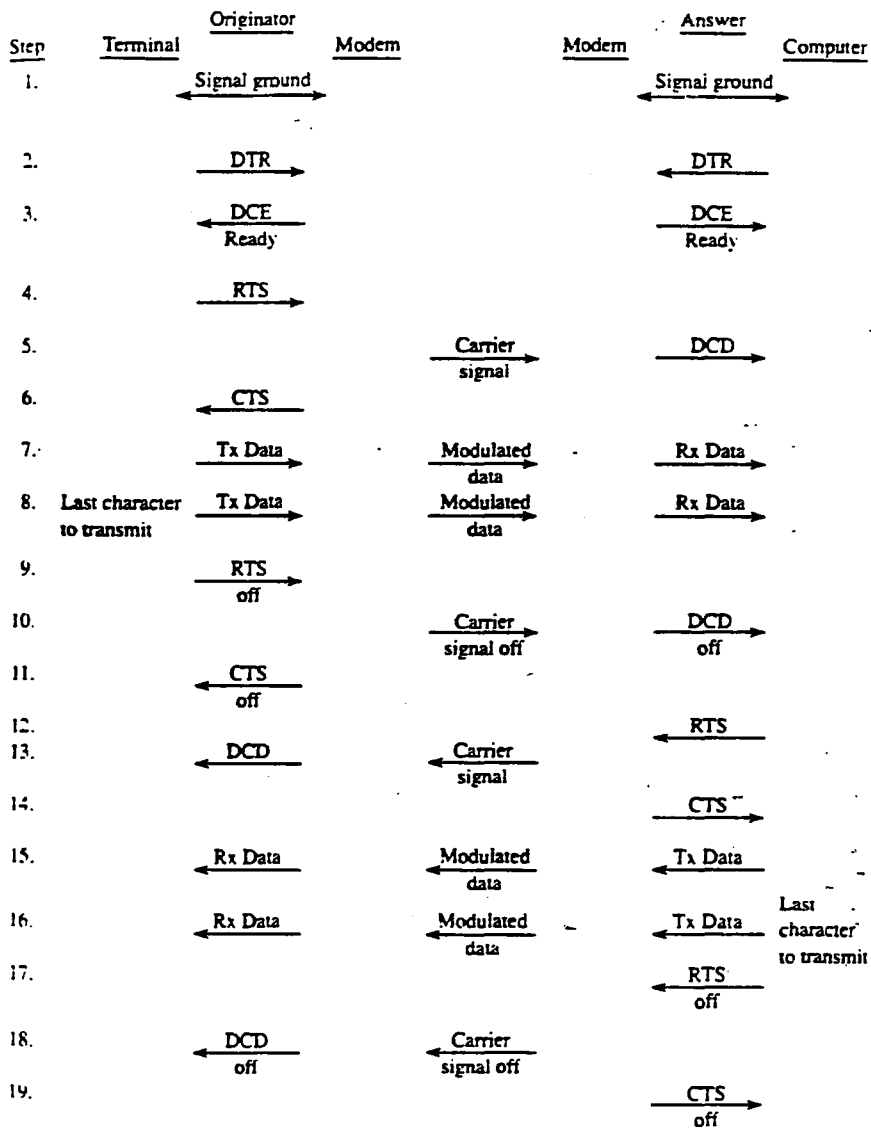 Originator Answer
Step Terminal Modem Modem Computer
1. Signal ground Signal ground
2. DTR DTR
3. DCE DCE
Ready Ready
4. RTS
5. Carrier DCD
signal
6. CTS
7. Tx Data Modulated Rx Data
data
8. Last character Tx Data Modulated Rx Data
to transmit data
9. RTS
off
10. Carrier DCD
signal off off
11. CTS
off
12. RTS
13. DCD Carrier
signal
14. CTS
15. Rx Data Modulated Tx Data
data
16. Rx Data Modulated Tx Data Last
data character
to transmit
17. RTS
off
18. DCD Carrier
off signal off
19. CTS
off